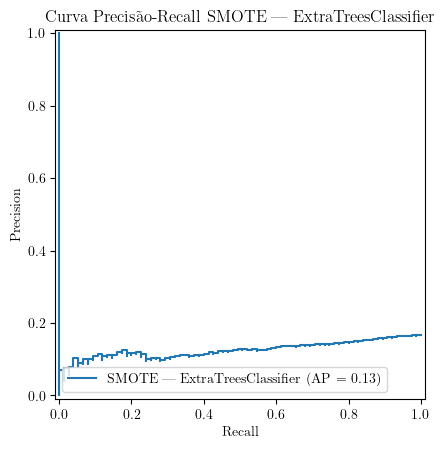 Curva Precisão-Recall SMOTE — ExtraTreesClassifier
1.0
0.8
0.6
0.4
0.2
0.0
Precision
SMOTE — ExtraTreesClassifier (AP = 0.13)
0.0 0.2 0.4 0.6 0.8 1.0
Recall